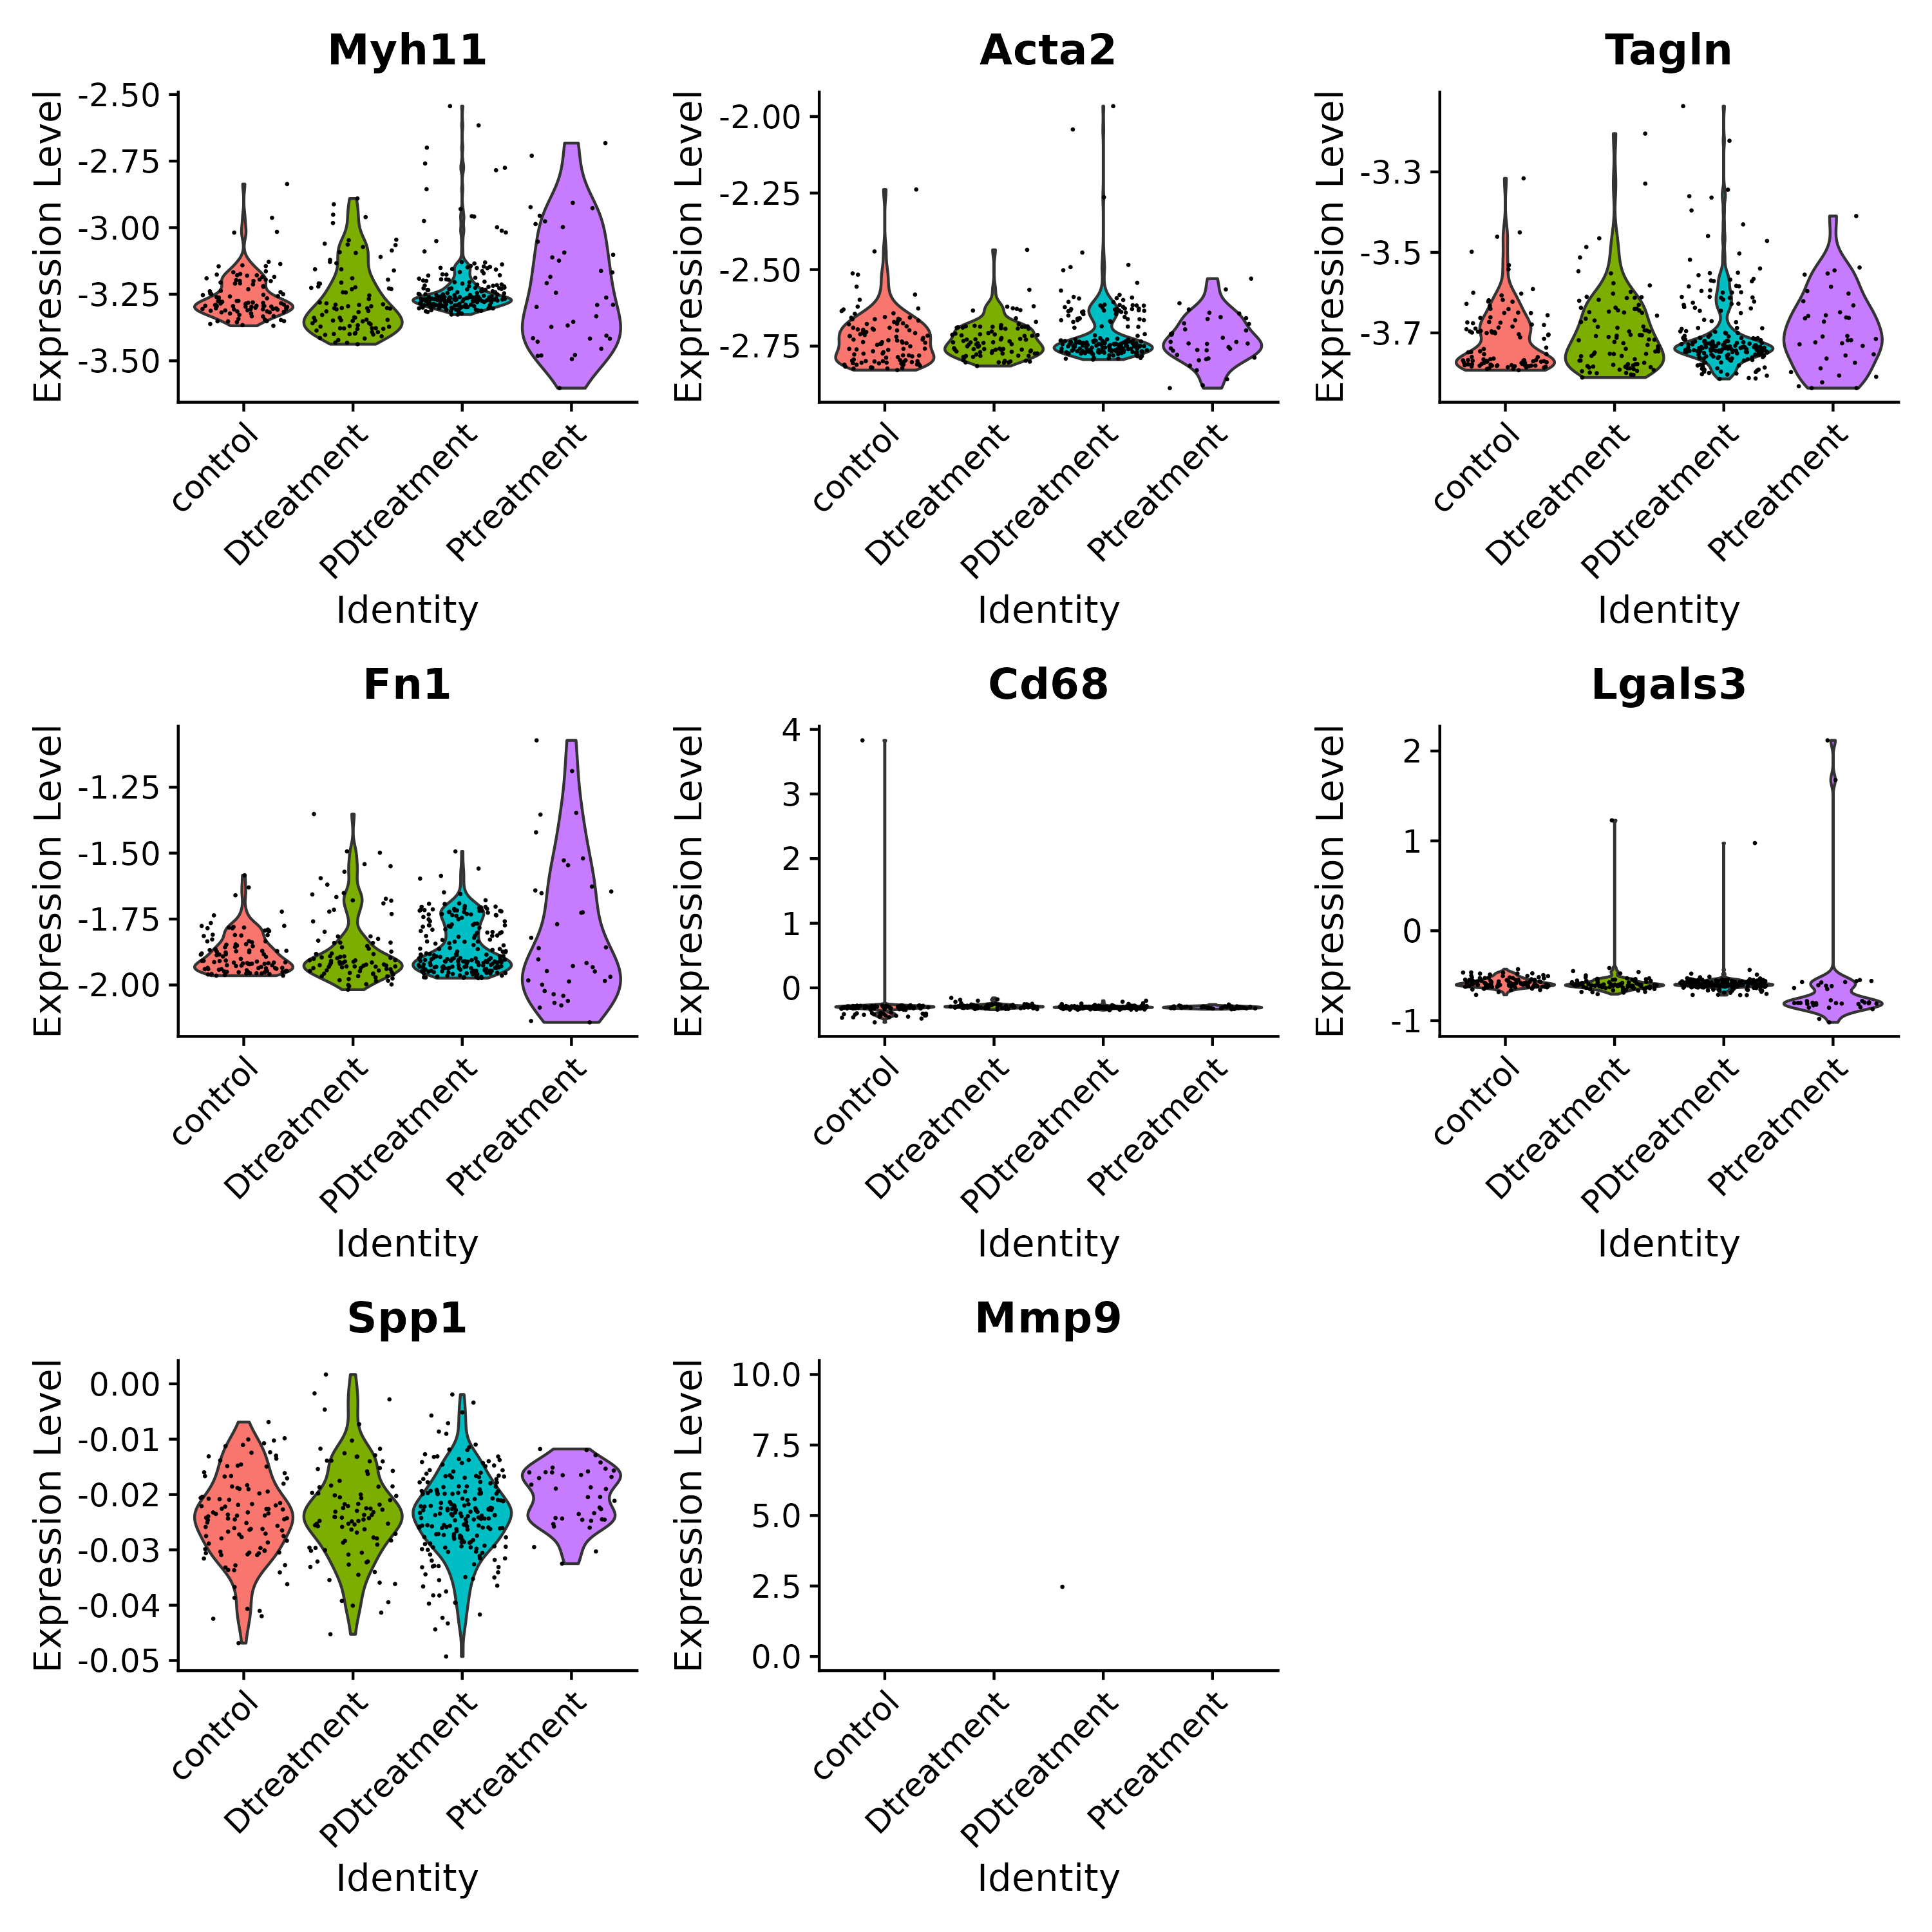 Myh11
Acta2
Tagln
Expression Level
-2.50
-2.75
-3.00
-3.25
-3.50
Expression Level
-2.00
-2.25
-2.50
-2.75
Expression Level
-3.3
-3.5
-3.7
control
Dtreatment
PDtreatment
Ptreatment
control
Dtreatment
PDtreatment
Ptreatment
control
Dtreatment
PDtreatment
Ptreatment
Identity
Identity
Identity
Fn1
Cd68
Lgals3
Expression Level
-1.25
-1.50
-1.75
-2.00
Expression Level
4
3
2
1
0
Expression Level
2
1
0
-1
control
Dtreatment
PDtreatment
Ptreatment
control
Dtreatment
PDtreatment
Ptreatment
control
Dtreatment
PDtreatment
Ptreatment
Identity
Identity
Identity
Spp1
Mmp9
Expression Level
0.00
-0.01
-0.02
-0.03
-0.04
-0.05
Expression Level
10.0
7.5
5.0
2.5
0.0
control
Dtreatment
PDtreatment
Ptreatment
control
Dtreatment
PDtreatment
Ptreatment
Identity
Identity